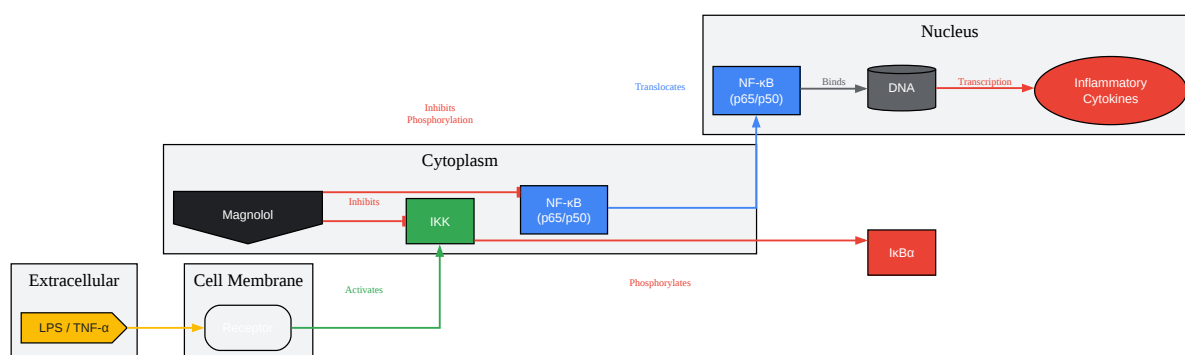 Nucleus
NF-κB
(p65/p50)
Binds
DNA
Transcription
Inflammatory
Cytokines
Translocates
Inhibits
Phosphorylation
Cytoplasm
Magnolol
Inhibits
IKK
NF-κB
(p65/p50)
IκBα
Extracellular
LPS / TNF-α
Cell Membrane
Receptor
Activates
Phosphorylates